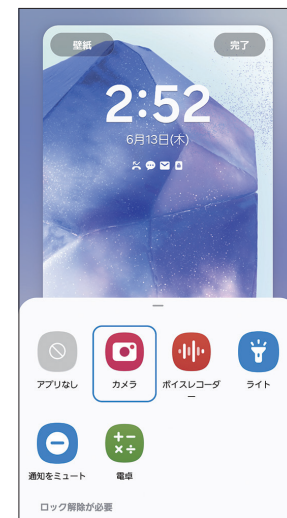 壁紙
完了
2:52
6月13日(木)
アプリなし
カメラ
ボイスレコーダ
ー
ライト
通知をミュート
電卓
ロック解除が必要